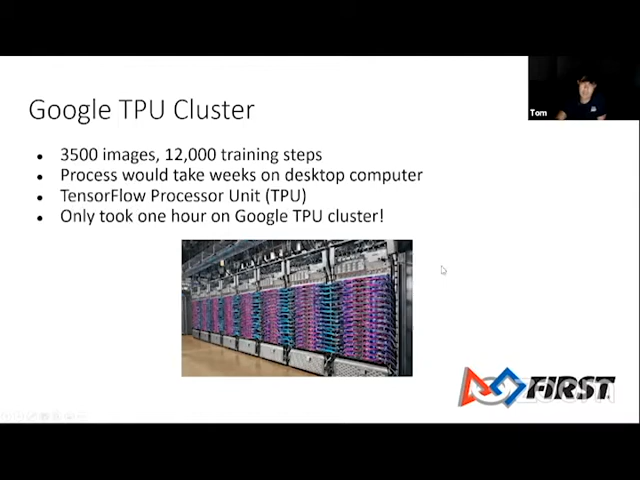 Tom
Google TPU Cluster
• 3500 images, 12,000 training steps
• Process would take weeks on desktop computer
• TensorFlow Processor Unit (TPU)
• Only took one hour on Google TPU cluster!
FIRST
zoom